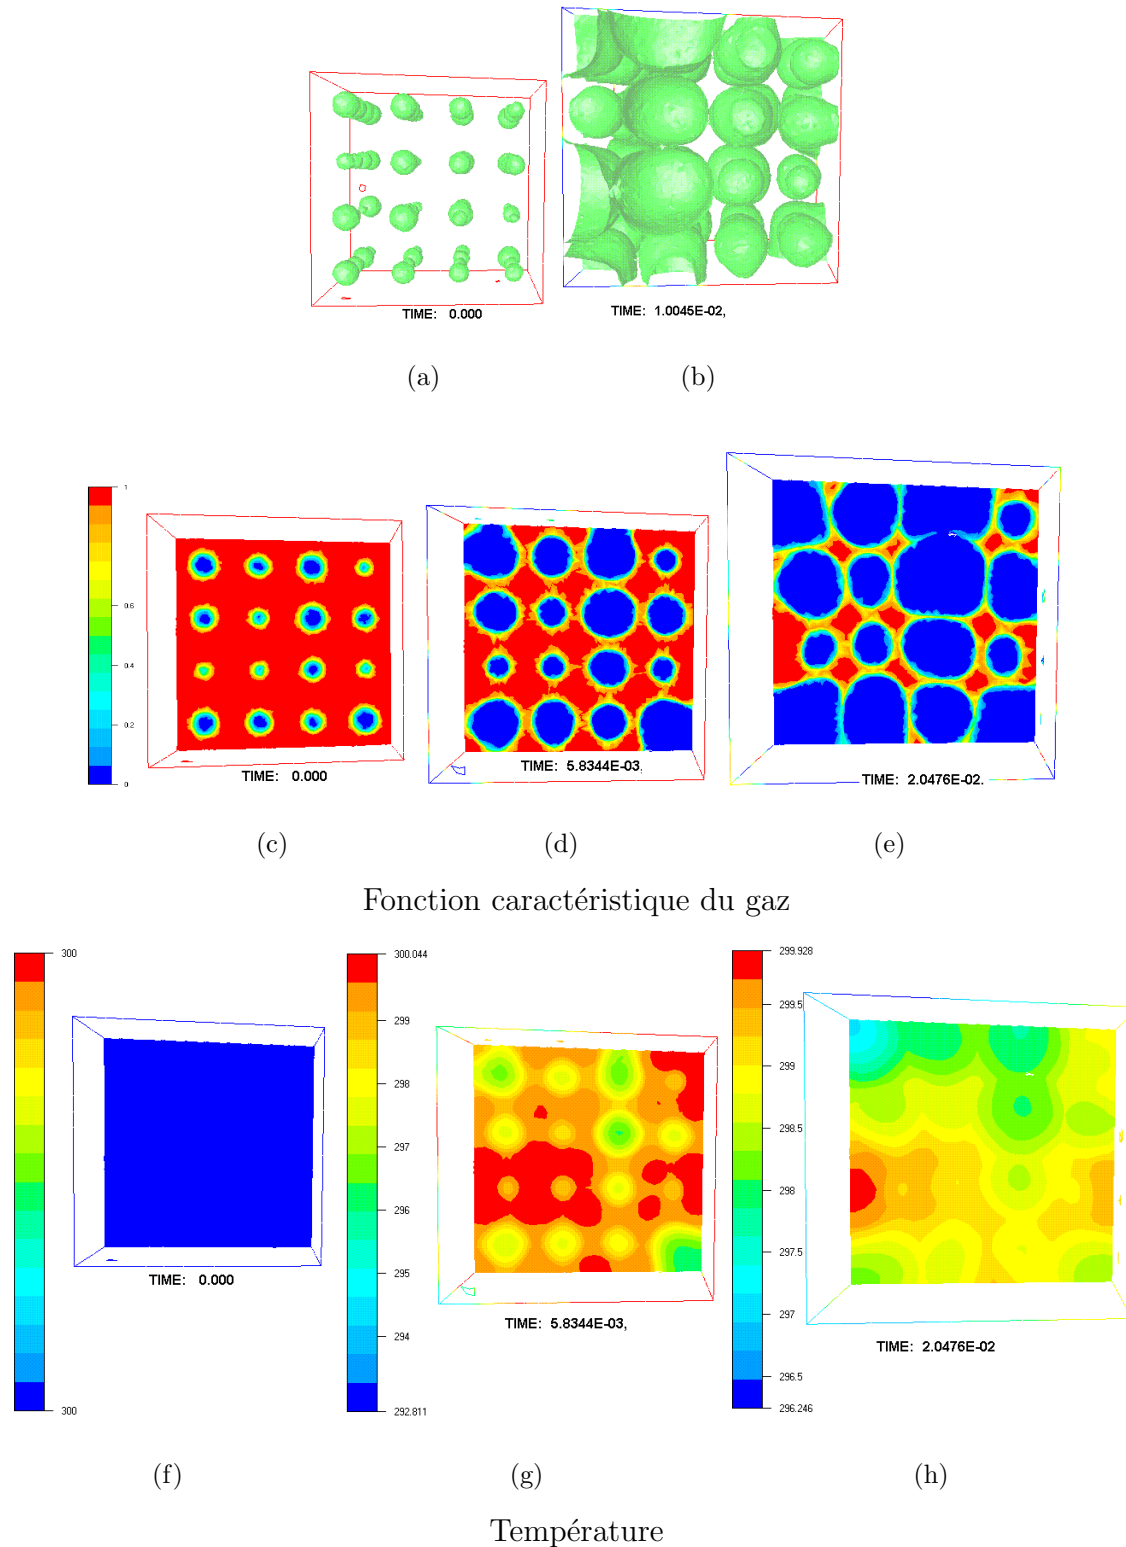 TIME: 0.000
TIME: 1.0045E-02,
(a)
(b)
1
0.6
0.4
0.2
0
TIME: 0.000
TIME: 5.8344E-03,
TIME: 2.0476E-02.
(c)
(d)
(e)
Fonction caractéristique du gaz
300
300
TIME: 0.000
300.044
299
298
297
296
295
294
292.811
TIME: 5.8344E-03,
299.928
299.5
299
298.5
298
297.5
297
296.5
296.246
TIME: 2.0476E-02
(f)
(g)
(h)
Température